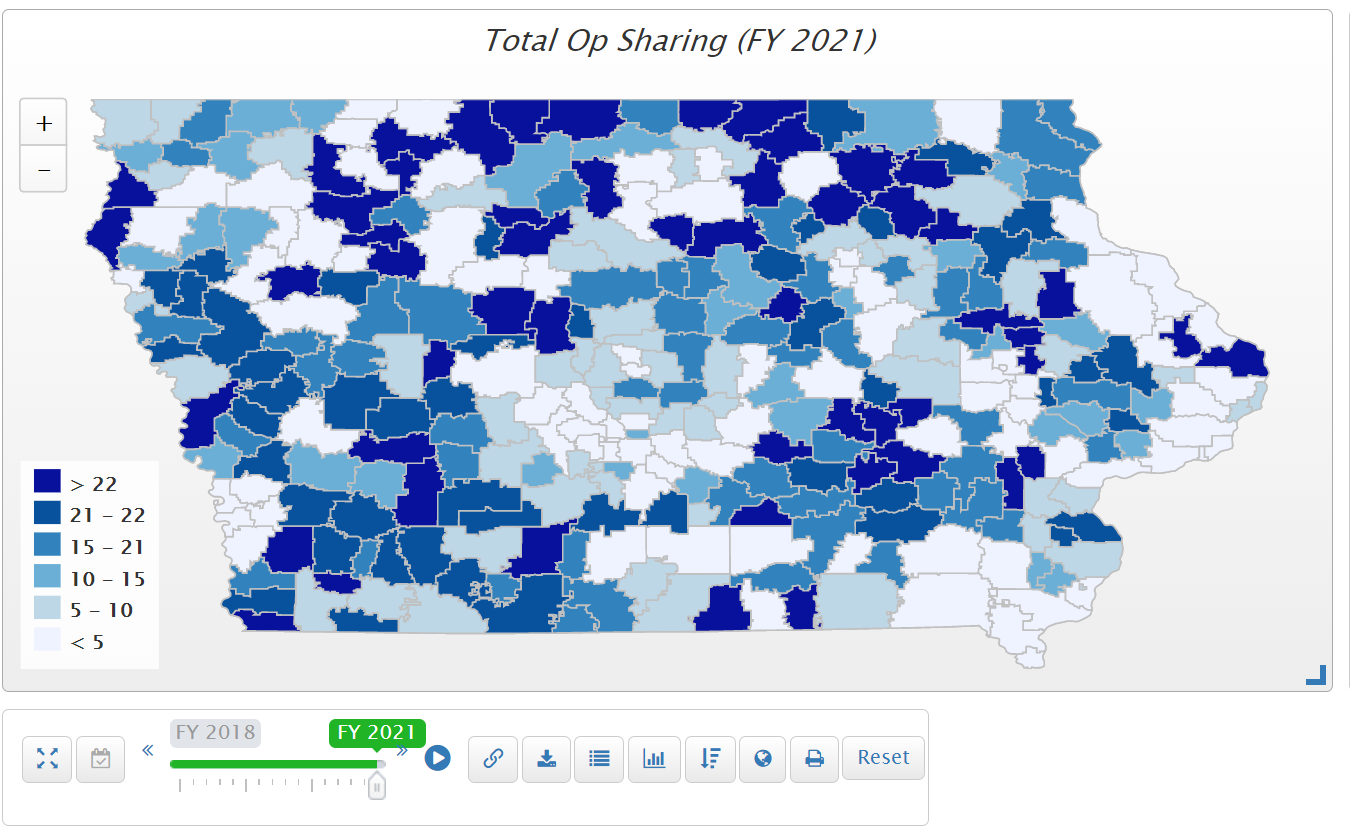 Total Op Sharing (FY 2021)
+
−
> 22
21 – 22
15 – 21
10 – 15
5 – 10
< 5
FY 2018
FY 2021
« »
Reset